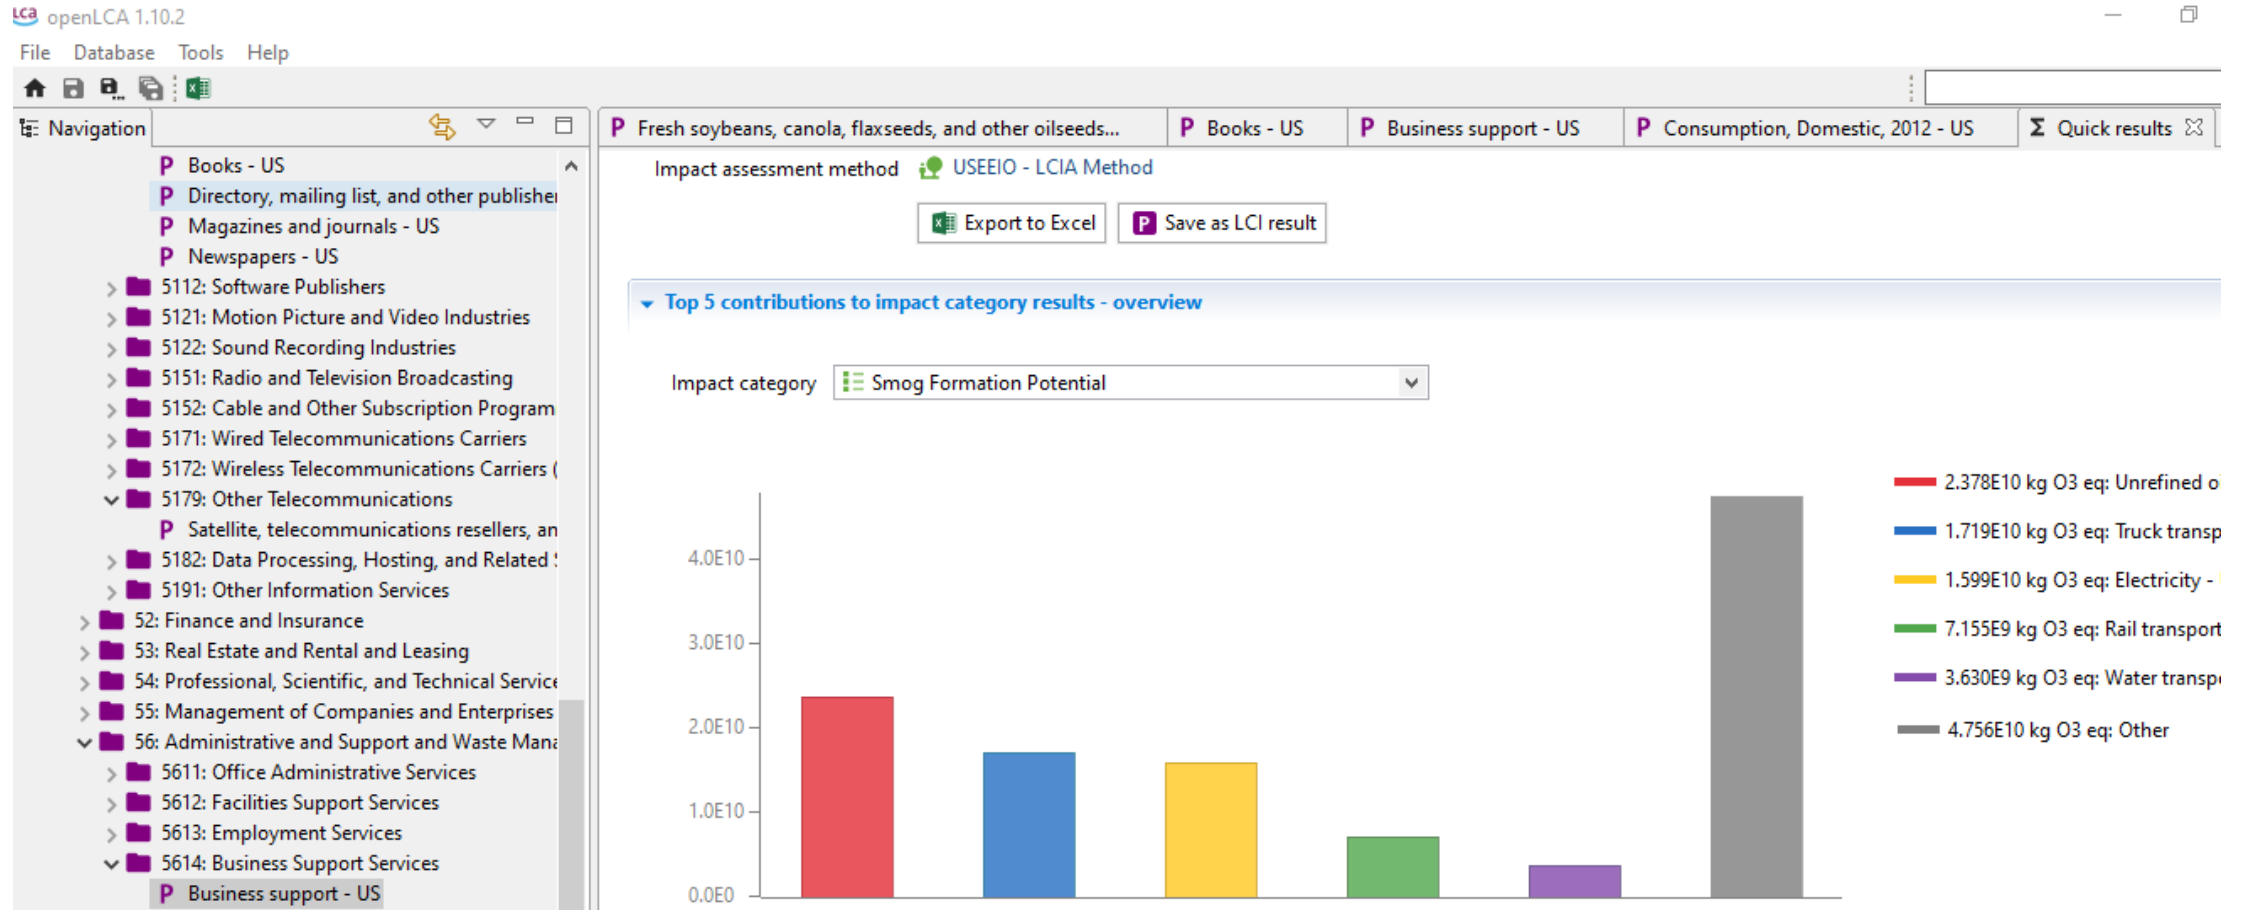 LCA openLCA 1.10.2
File Database Tools Help
Navigation
Books - US
Directory, mailing list, and other publisher
Magazines and journals - US
Newspapers - US
5112: Software Publishers
5121: Motion Picture and Video Industries
5122: Sound Recording Industries
5151: Radio and Television Broadcasting
5152: Cable and Other Subscription Program
5171: Wired Telecommunications Carriers
5172: Wireless Telecommunications Carriers (
5179: Other Telecommunications
Satellite, telecommunications resellers, an
5182: Data Processing, Hosting, and Related S
5191: Other Information Services
52: Finance and Insurance
53: Real Estate and Rental and Leasing
54: Professional, Scientific, and Technical Service
55: Management of Companies and Enterprises
56: Administrative and Support and Waste Mana
5611: Office Administrative Services
5612: Facilities Support Services
5613: Employment Services
5614: Business Support Services
Business support - US
Fresh soybeans, canola, flaxseeds, and other oilseeds... Books - US Business support - US Consumption, Domestic, 2012 - US Σ Quick results
Impact assessment method USEEIO - LCIA Method
Export to Excel Save as LCI result
Top 5 contributions to impact category results - overview
Impact category Smog Formation Potential
4.0E10
3.0E10
2.0E10
1.0E10
0.0E0
2.378E10 kg O3 eq: Unrefined o
1.719E10 kg O3 eq: Truck transp
1.599E10 kg O3 eq: Electricity -
7.155E9 kg O3 eq: Rail transport
3.630E9 kg O3 eq: Water transp
4.756E10 kg O3 eq: Other